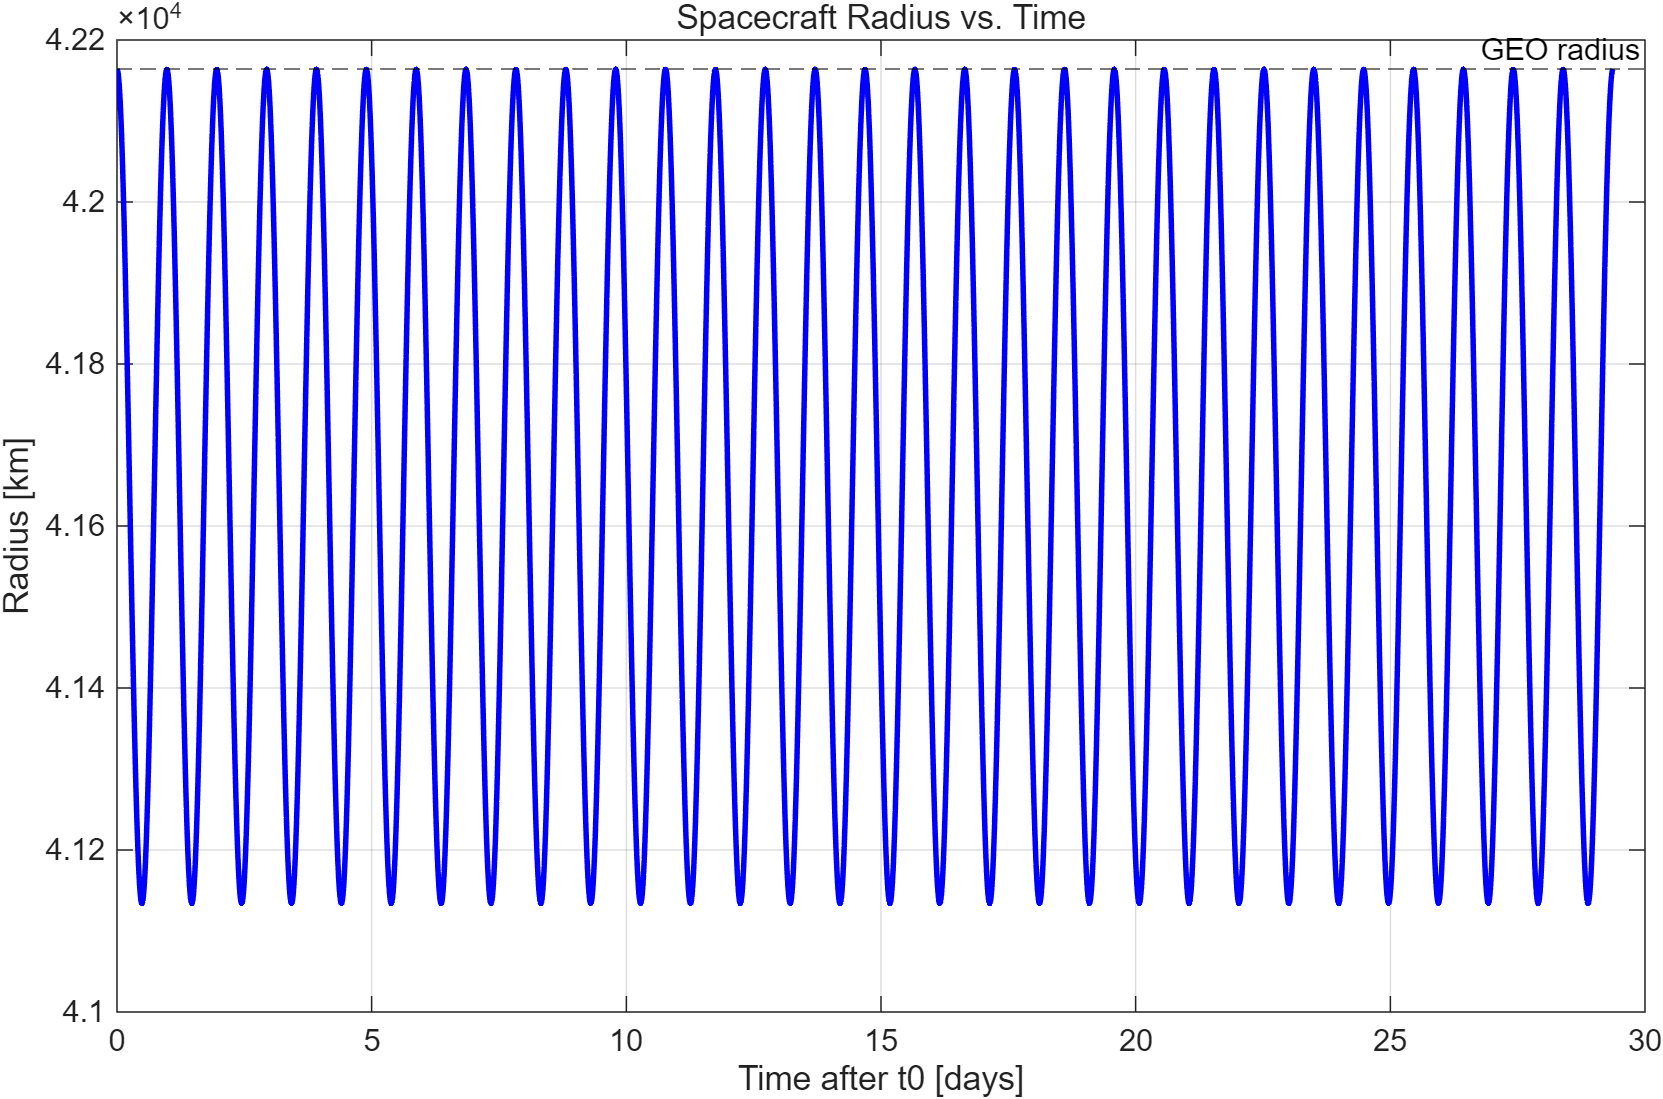 Spacecraft Radius vs. Time
×10⁴
4.22
4.2
4.18
4.16
4.14
4.12
4.1
Radius [km]
GEO radius
0 5 10 15 20 25 30
Time after t0 [days]